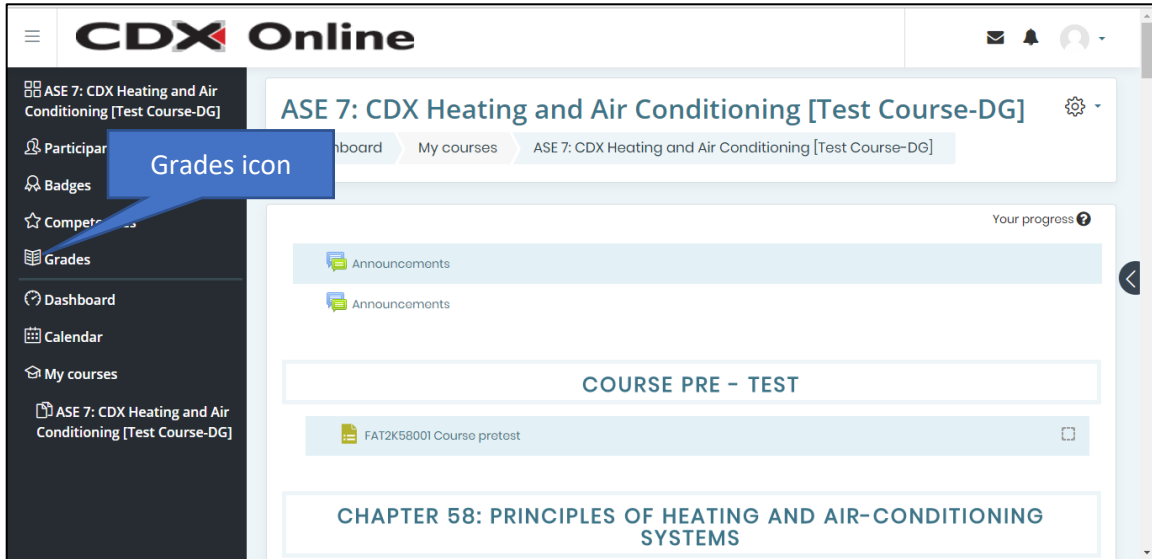 CDX Online
ASE 7: CDX Heating and Air
Conditioning [Test Course-DG]
Badges
Grades
Dashboard
Calendar
My courses
ASE 7: CDX Heating and Air
Conditioning [Test Course-DG]
Grades icon
ASE 7: CDX Heating and Air Conditioning [Test Course-DG]
My courses
ASE 7: CDX Heating and Air Conditioning [Test Course-DG]
Your progress
Announcements
Announcements
COURSE PRE - TEST
FAT2K58001 Course pretest
CHAPTER 58: PRINCIPLES OF HEATING AND AIR-CONDITIONING
SYSTEMS